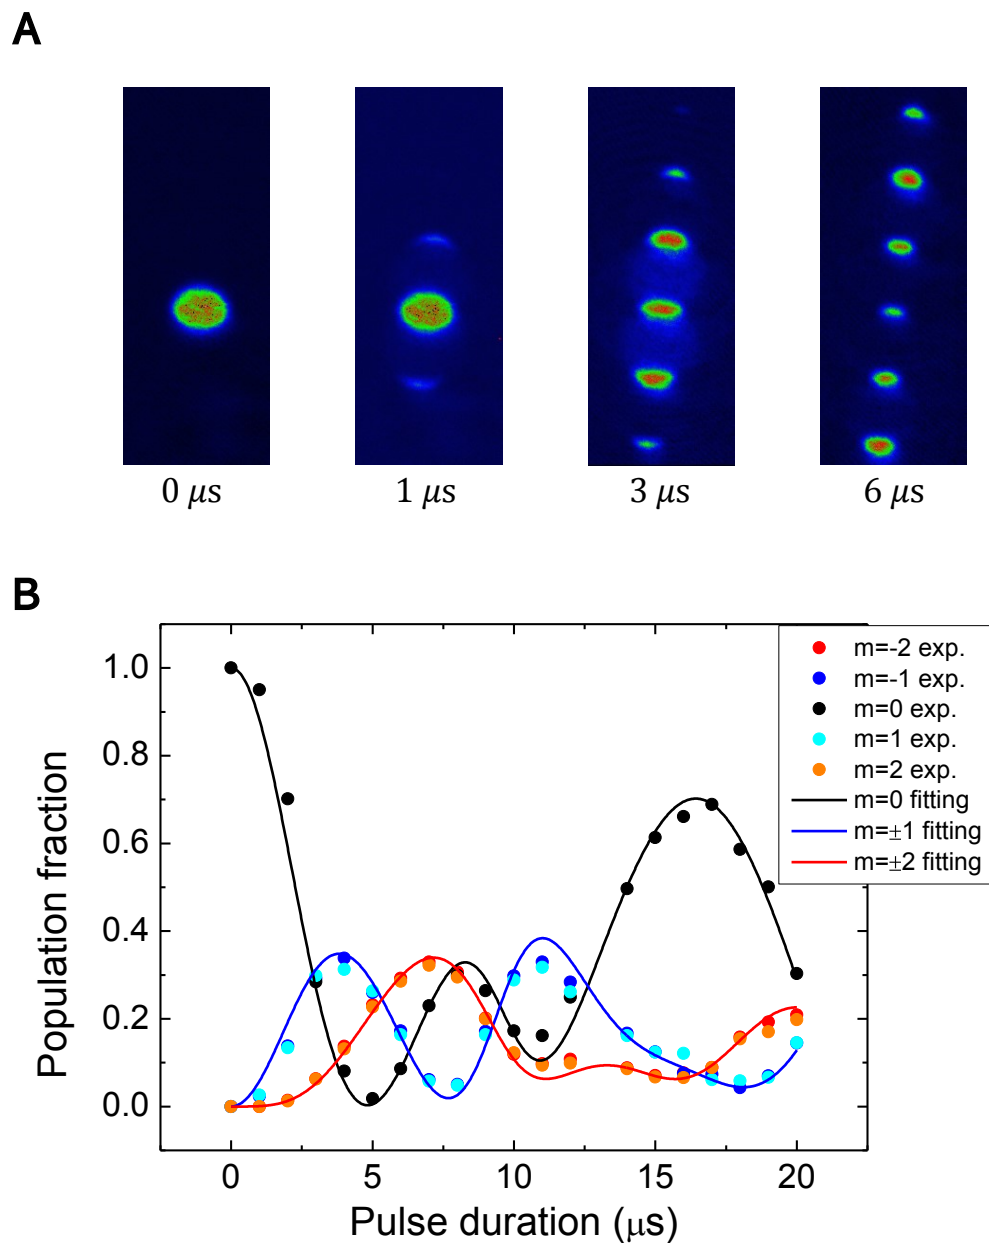 A
0 μs
1 μs
3 μs
6 μs
B
1.0
0.8
0.6
0.4
0.2
0.0
Population fraction
m=-2 exp.
m=-1 exp.
m=0 exp.
m=1 exp.
m=2 exp.
m=0 fitting
m=±1 fitting
m=±2 fitting
0
5
10
15
20
Pulse duration (μs)